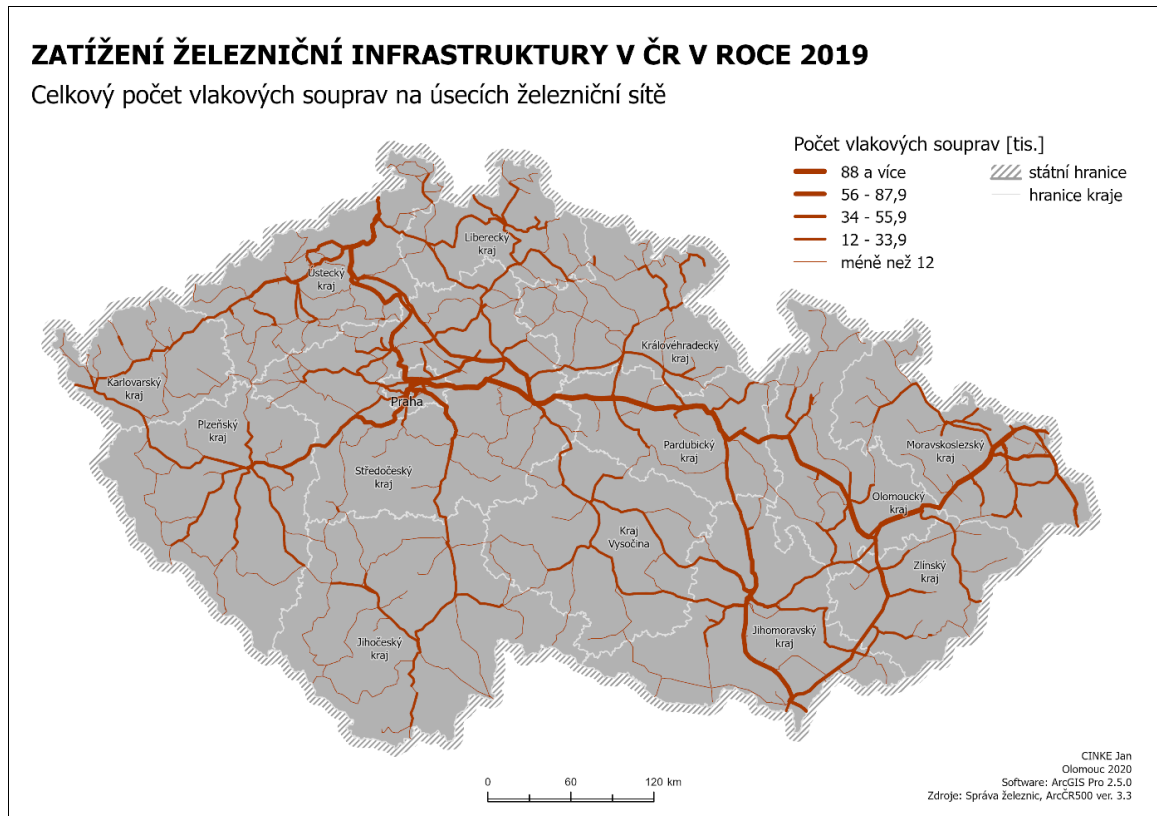 ZATÍŽENÍ ŽELEZNIČNÍ INFRASTRUKTURY V ČR V ROCE 2019
Celkový počet vlakových souprav na úsecích železniční sítě
Počet vlakových souprav [tis.]
88 a více
56 - 87,9
34 - 55,9
12 - 33,9
méně než 12
státní hranice
hranice kraje
Liberecký
kraj
Ústecký
kraj
Královéhradecký
kraj
Karlovarský
kraj
Praha
Plzeňský
kraj
Pardubický
kraj
Moravskoslezský
kraj
Středočeský
kraj
Olomoucký
kraj
Kraj
Vysočina
Zlínský
kraj
Jihočeský
kraj
Jihomoravský
kraj
0 60 120 km
CINKE Jan
Olomouc 2020
Software: ArcGIS Pro 2.5.0
Zdroje: Správa železnic, ArcČR500 ver. 3.3